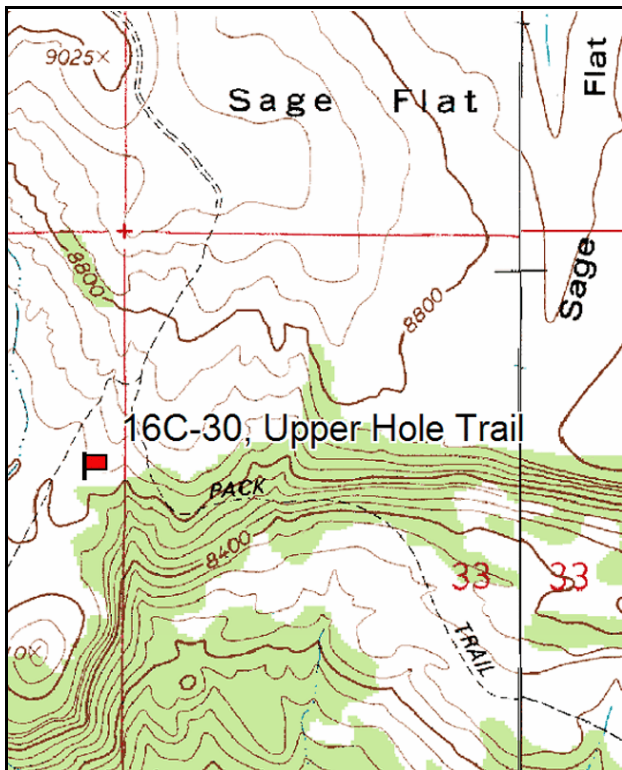 9025×
Sage Flat
Flat
8800
8800
Sage
16C-30, Upper Hole Trail
PACK
8400
33 33
TRAIL